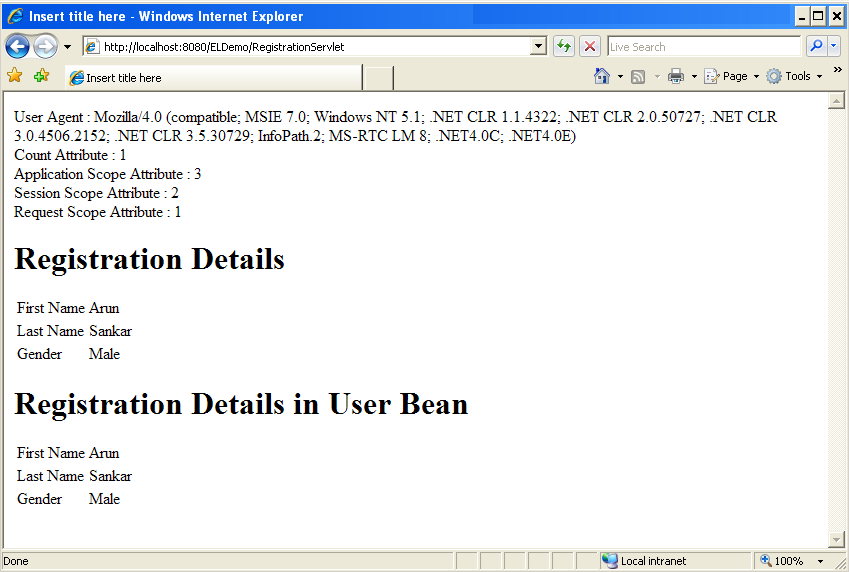 Insert title here - Windows Internet Explorer
http://localhost:8080/ELDemo/RegistrationServlet
Live Search
Insert title here
Page
Tools
User Agent : Mozilla/4.0 (compatible; MSIE 7.0; Windows NT 5.1; .NET CLR 1.1.4322; .NET CLR 2.0.50727; .NET CLR
3.0.4506.2152; .NET CLR 3.5.30729; InfoPath.2; MS-RTC LM 8; .NET4.0C; .NET4.0E)
Count Attribute : 1
Application Scope Attribute : 3
Session Scope Attribute : 2
Request Scope Attribute : 1
Registration Details
First Name Arun
Last Name Sankar
Gender Male
Registration Details in User Bean
First Name Arun
Last Name Sankar
Gender Male
Done
Local intranet
100%